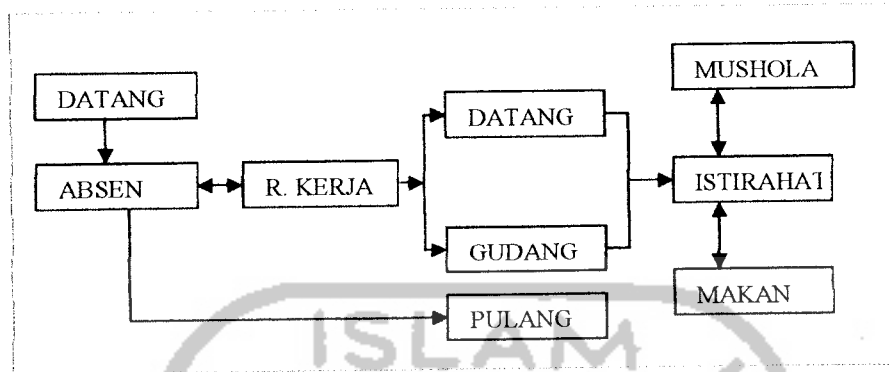 MUSHOLA
DATANG
DATANG
ABSEN
R. KERJA
ISTIRAHAT
GUDANG
MAKAN
PULANG
ISLAM